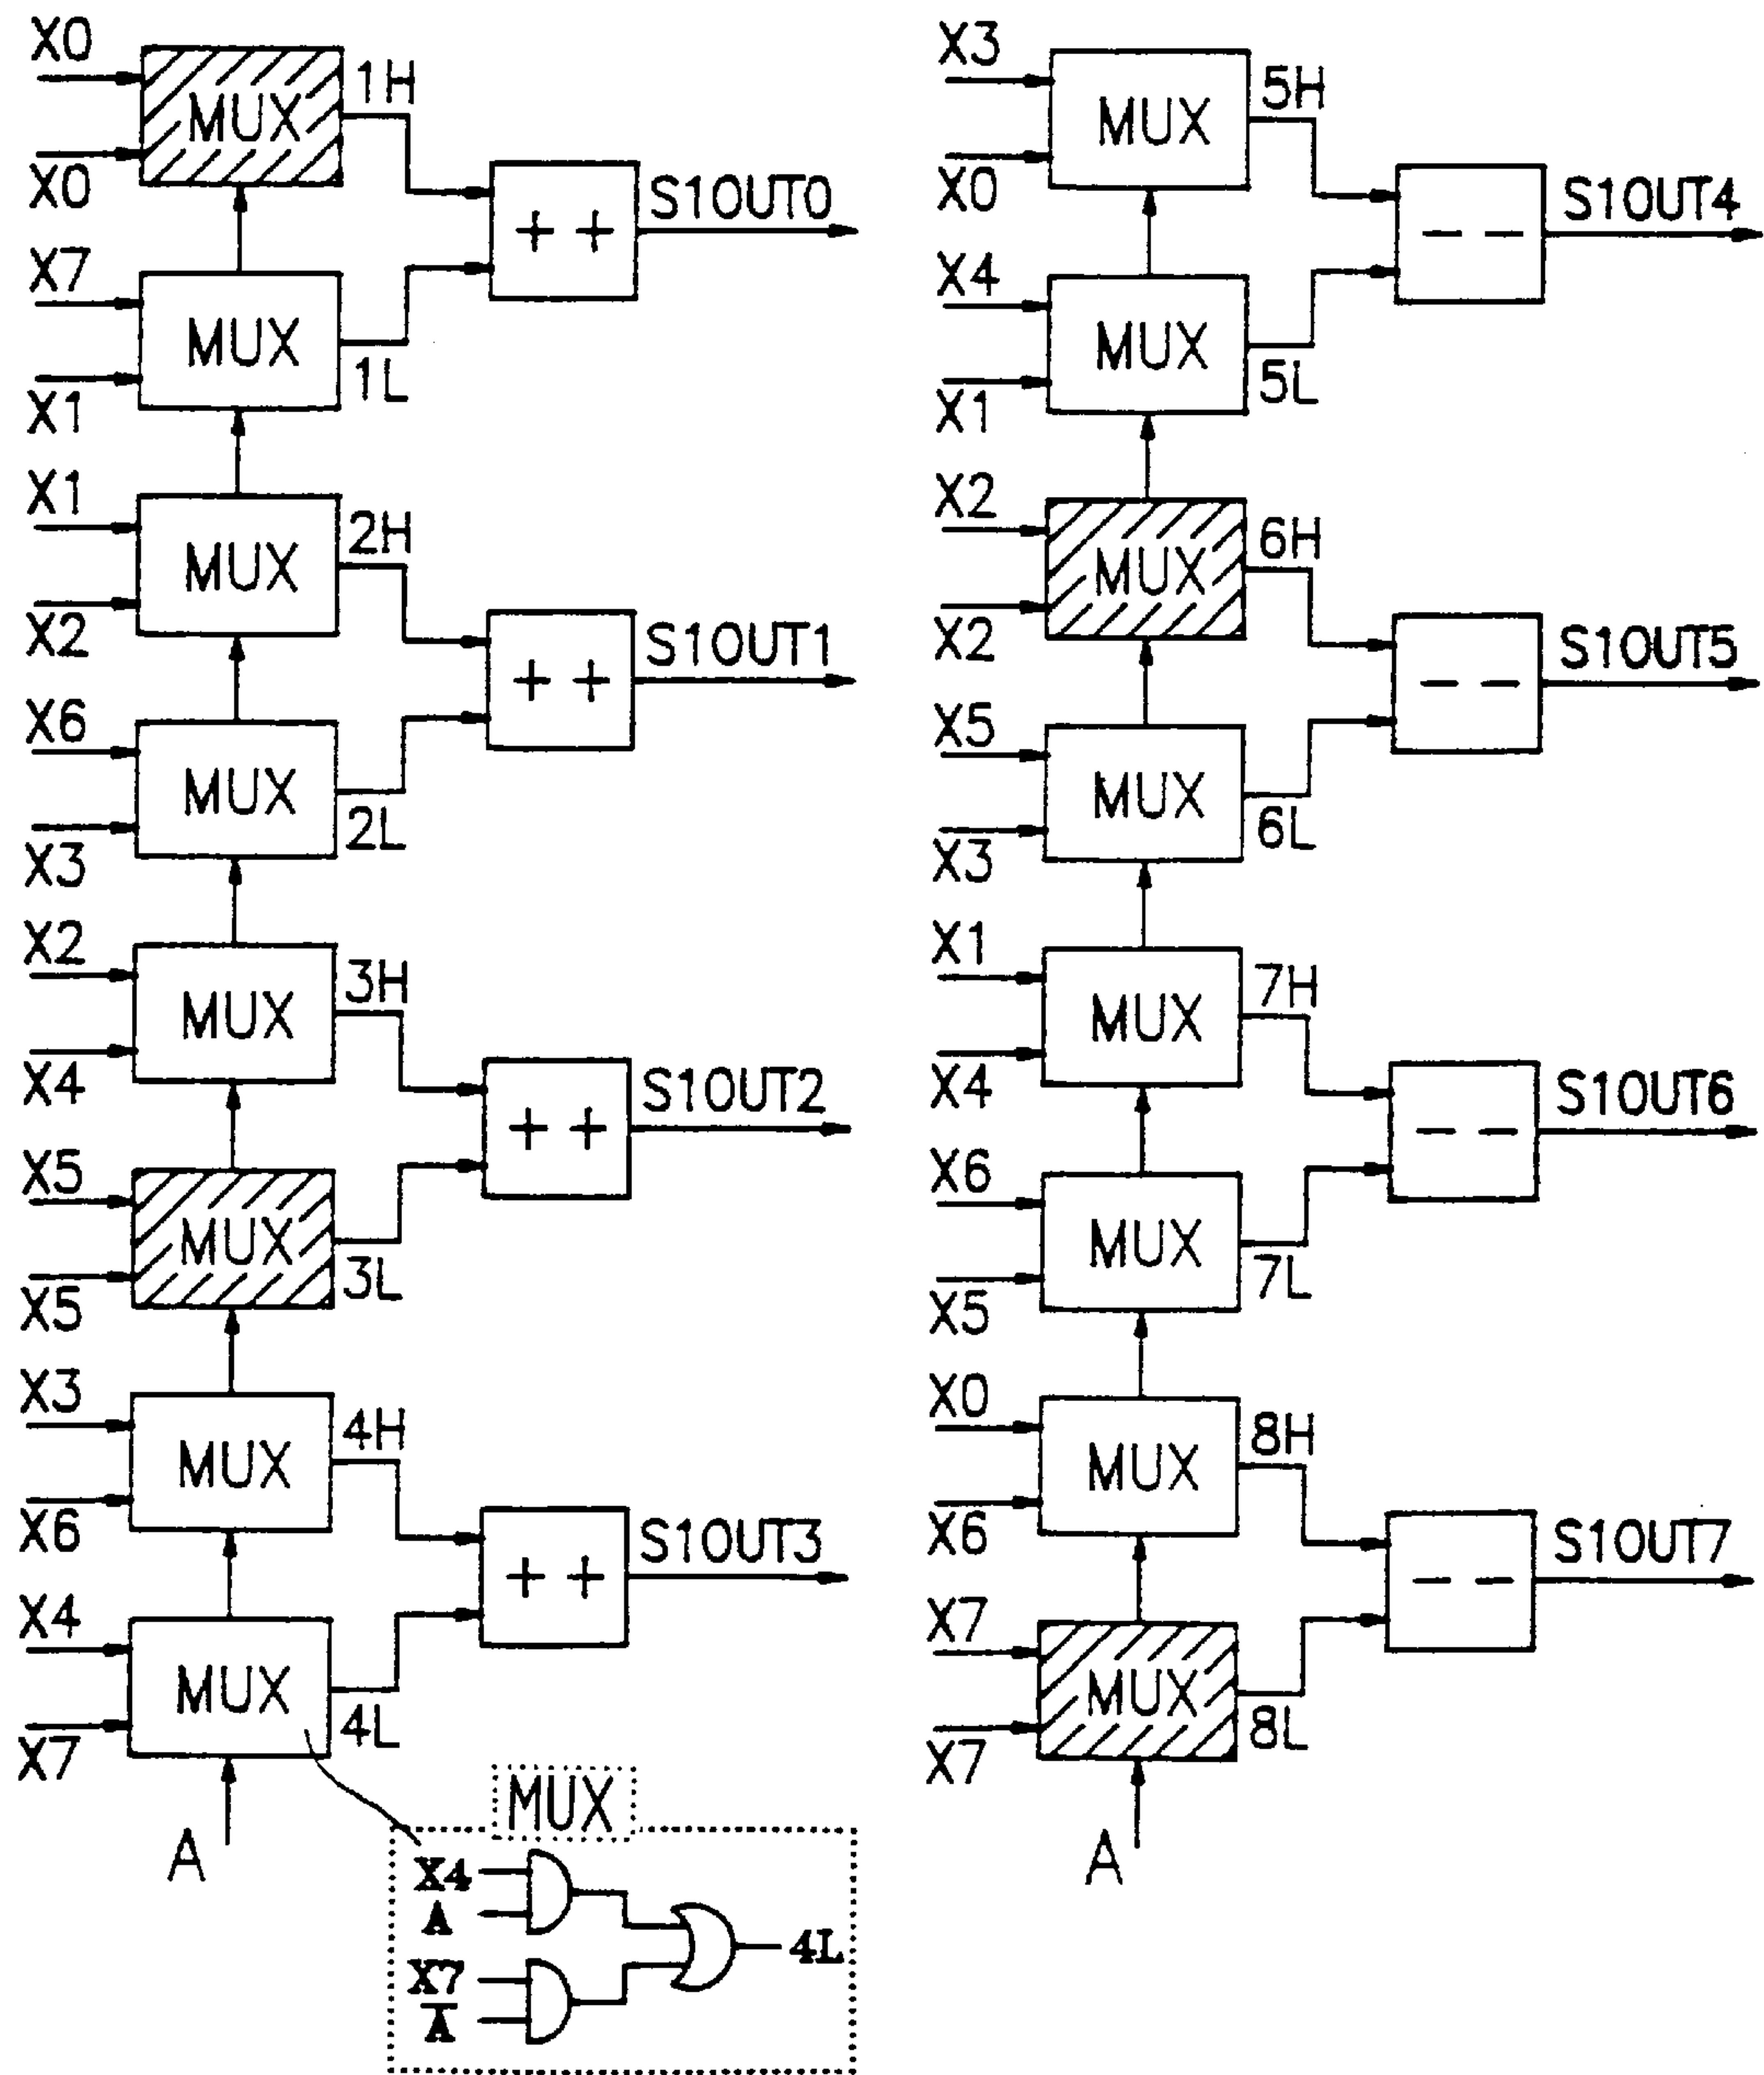 X0
MUX
1H
X0
S1OUT0
+ +
X7
MUX
1L
X1
X1
MUX
2H
X2
S1OUT1
+ +
X6
MUX
2L
X3
X2
MUX
3H
X4
S1OUT2
+ +
X5
MUX
3L
X5
X3
MUX
4H
X6
S1OUT3
+ +
X4
MUX
4L
X7
A
MUX
X4
A
X7
A̅
4L
X3
MUX
5H
X0
S1OUT4
− −
X4
MUX
5L
X1
X2
MUX
6H
X2
S1OUT5
− −
X5
MUX
6L
X3
X1
MUX
7H
X4
S1OUT6
− −
X6
MUX
7L
X5
X0
MUX
8H
X6
S1OUT7
− −
X7
MUX
8L
X7
A